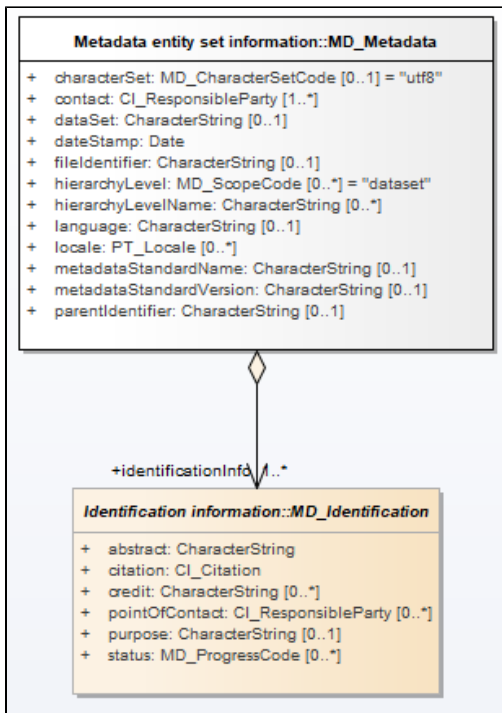 Metadata entity set information::MD_Metadata
+ characterSet: MD_CharacterSetCode [0..1] = "utf8"
+ contact: CI_ResponsibleParty [1..*]
+ dataSet: CharacterString [0..1]
+ dateStamp: Date
+ fileIdentifier: CharacterString [0..1]
+ hierarchyLevel: MD_ScopeCode [0..*] = "dataset"
+ hierarchyLevelName: CharacterString [0..*]
+ language: CharacterString [0..1]
+ locale: PT_Locale [0..*]
+ metadataStandardName: CharacterString [0..1]
+ metadataStandardVersion: CharacterString [0..1]
+ parentIdentifier: CharacterString [0..1]
+identificationInfo 1..*
Identification information::MD_Identification
+ abstract: CharacterString
+ citation: CI_Citation
+ credit: CharacterString [0..*]
+ pointOfContact: CI_ResponsibleParty [0..*]
+ purpose: CharacterString [0..1]
+ status: MD_ProgressCode [0..*]